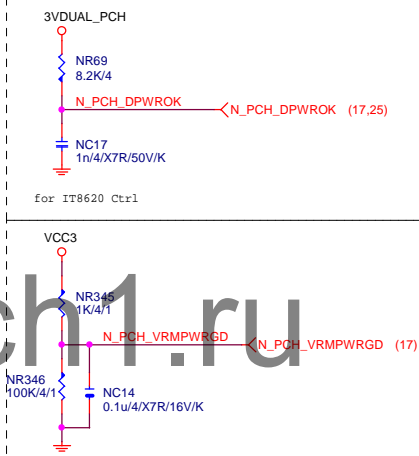 3VDUAL_PCH
NR69
8.2K/4
N_PCH_DPWROK
N_PCH_DPWROK (17,25)
NC17
1n/4/X7R/50V/K
for IT8620 Ctrl
VCC3
NR345
1K/4/1
ch1.ru
N_PCH_VRMPWRGD
N_PCH_VRMPWRGD (17)
NR346
100K/4/1
NC14
0.1u/4/X7R/16V/K